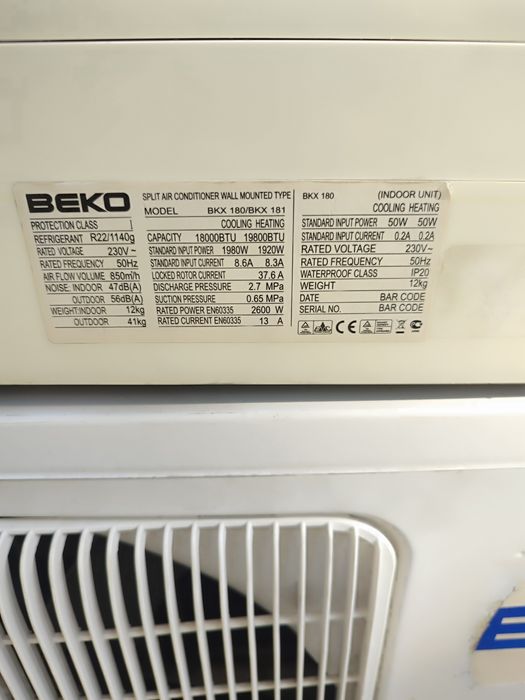 BEKO
PROTECTION CLASS I
REFRIGERANT R22/1140g
RATED VOLTAGE 230V~
RATED FREQUENCY 50Hz
AIR FLOW VOLUME 850m/h
NOISE: INDOOR 47dB(A)
OUTDOOR 56dB(A)
WEIGHT:INDOOR 12kg
OUTDOOR 41kg
SPLIT AIR CONDITIONER WALL MOUNTED TYPE
MODEL BKX 180/BKX 181
COOLING HEATING
CAPACITY 18000BTU 19800BTU
STANDARD INPUT POWER 1980W 1920W
STANDARD INPUT CURRENT 8.6A 8.3A
LOCKED ROTOR CURRENT 37.6 A
DISCHARGE PRESSURE 2.7 MPa
SUCTION PRESSURE 0.65 MPa
RATED POWER EN60335 2600 W
RATED CURRENT EN60335 13 A
BKX 180 (INDOOR UNIT)
COOLING HEATING
STANDARD INPUT POWER 50W 50W
STANDARD INPUT CURRENT 0.2A 0.2A
RATED VOLTAGE 230V~
RATED FREQUENCY 50Hz
WATERPROOF CLASS IP20
WEIGHT 12kg
DATE BAR CODE
SERIAL NO. BAR CODE
CE